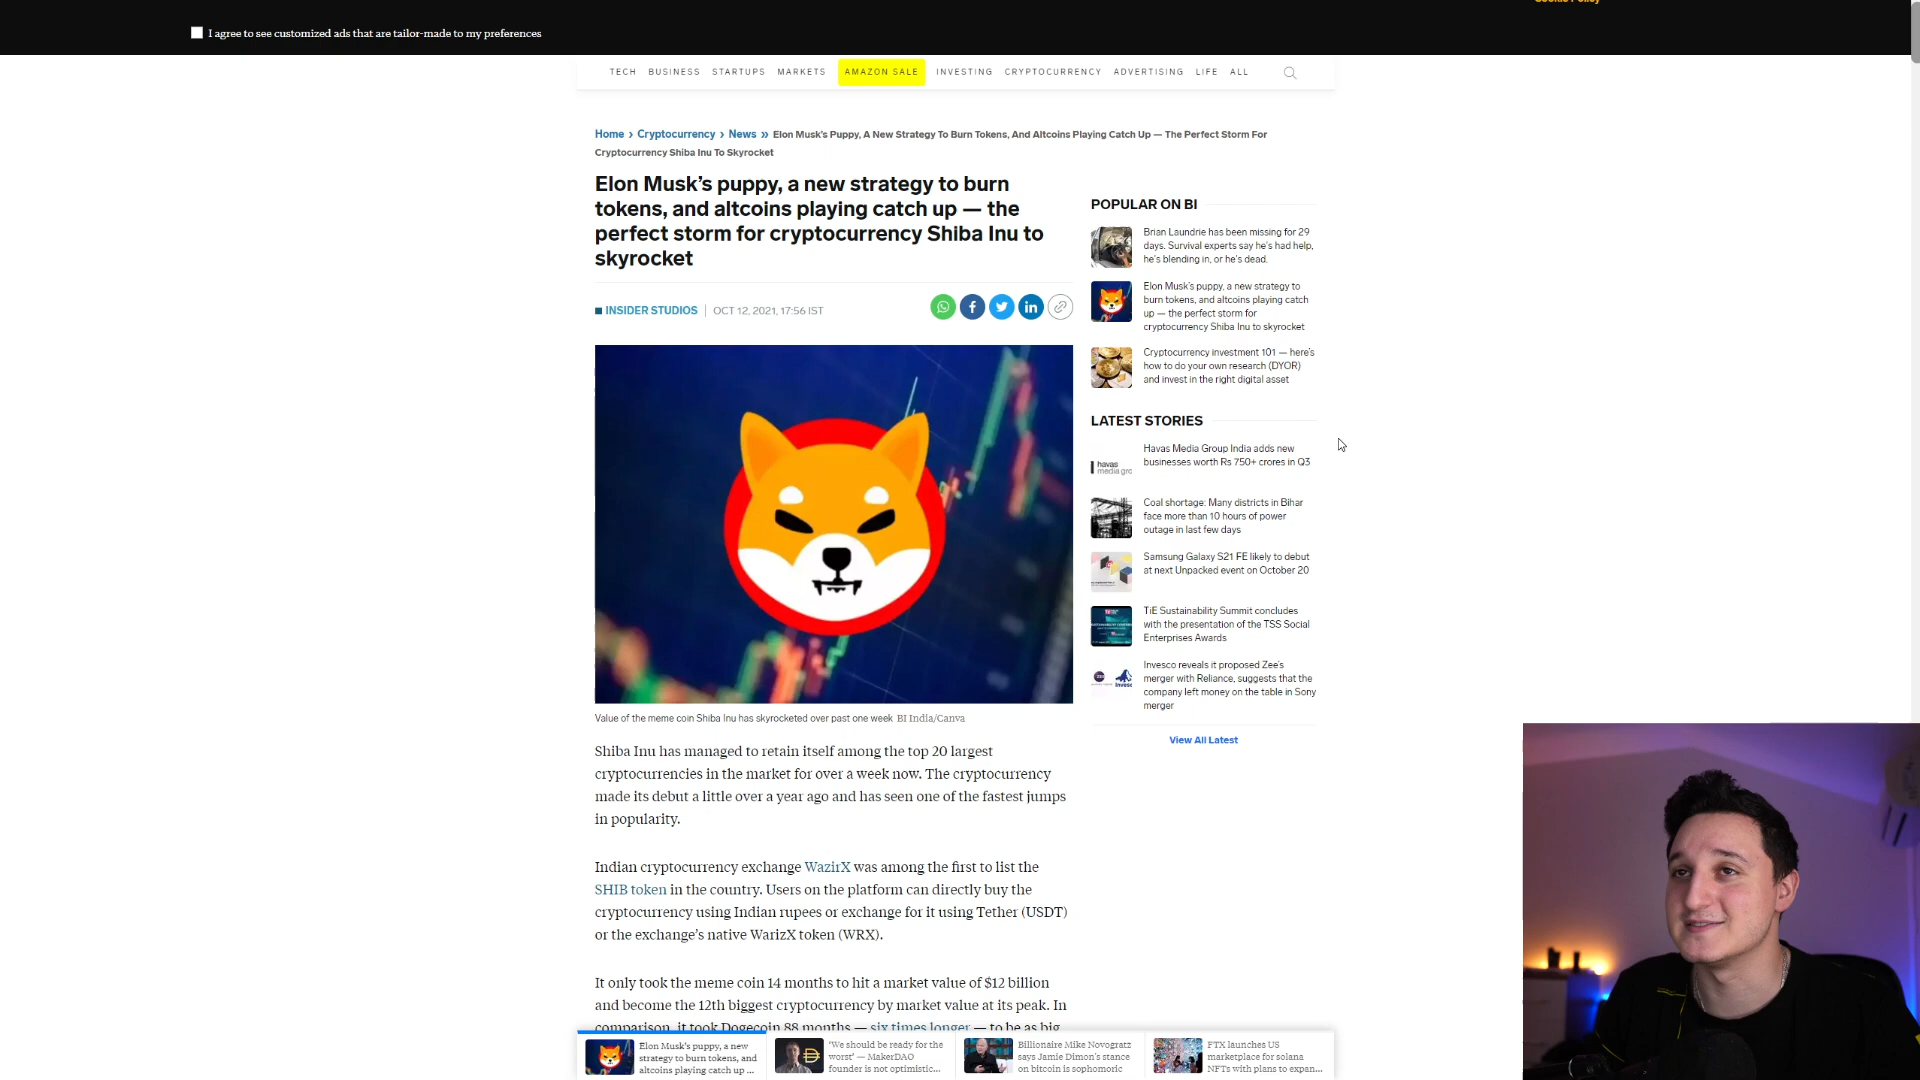 Cookie Policy
I agree to see customized ads that are tailor-made to my preferences
TECH BUSINESS STARTUPS MARKETS AMAZON SALE INVESTING CRYPTOCURRENCY ADVERTISING LIFE ALL
Home › Cryptocurrency › News » Elon Musk's Puppy, A New Strategy To Burn Tokens, And Altcoins Playing Catch Up — The Perfect Storm For
Cryptocurrency Shiba Inu To Skyrocket
Elon Musk's puppy, a new strategy to burn
tokens, and altcoins playing catch up — the
perfect storm for cryptocurrency Shiba Inu to
skyrocket
INSIDER STUDIOS | OCT 12, 2021, 17:56 IST
Value of the meme coin Shiba Inu has skyrocketed over past one week BI India/Canva
Shiba Inu has managed to retain itself among the top 20 largest
cryptocurrencies in the market for over a week now. The cryptocurrency
made its debut a little over a year ago and has seen one of the fastest jumps
in popularity.
Indian cryptocurrency exchange WazirX was among the first to list the
SHIB token in the country. Users on the platform can directly buy the
cryptocurrency using Indian rupees or exchange for it using Tether (USDT)
or the exchange's native WarizX token (WRX).
It only took the meme coin 14 months to hit a market value of $12 billion
and become the 12th biggest cryptocurrency by market value at its peak. In
comparison, it took Dogecoin 88 months — six times longer — to be as big
POPULAR ON BI
Brian Laundrie has been missing for 29
days. Survival experts say he's had help,
he's blending in, or he's dead.
Elon Musk's puppy, a new strategy to
burn tokens, and altcoins playing catch
up — the perfect storm for
cryptocurrency Shiba Inu to skyrocket
Cryptocurrency investment 101 — here's
how to do your own research (DYOR)
and invest in the right digital asset
LATEST STORIES
havas
media gro
Havas Media Group India adds new
businesses worth Rs 750+ crores in Q3
Coal shortage: Many districts in Bihar
face more than 10 hours of power
outage in last few days
Samsung Galaxy S21 FE likely to debut
at next Unpacked event on October 20
TiE Sustainability Summit concludes
with the presentation of the TSS Social
Enterprises Awards
Invesco reveals it proposed Zee's
merger with Reliance, suggests that the
company left money on the table in Sony
merger
View All Latest
Elon Musk's puppy, a new
strategy to burn tokens, and
altcoins playing catch up ...
'We should be ready for the
worst' — MakerDAO
founder is not optimistic...
Billionaire Mike Novogratz
says Jamie Dimon's stance
on bitcoin is sophomoric
FTX launches US
marketplace for solana
NFTs with plans to expan...